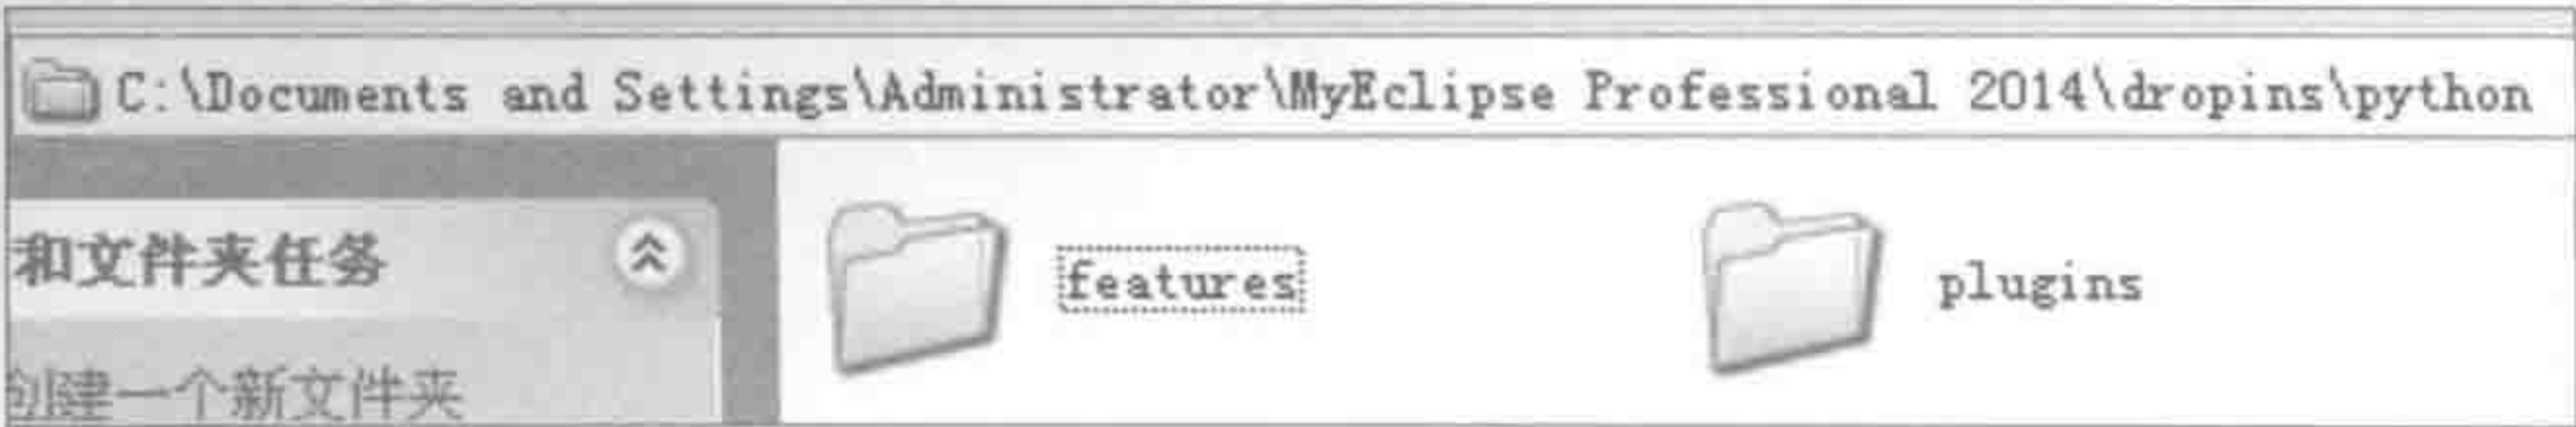 C:\Documents and Settings\Administrator\MyEclipse Professional 2014\dropins\python
和文件夹任务
features
plugins
创建一个新文件夹